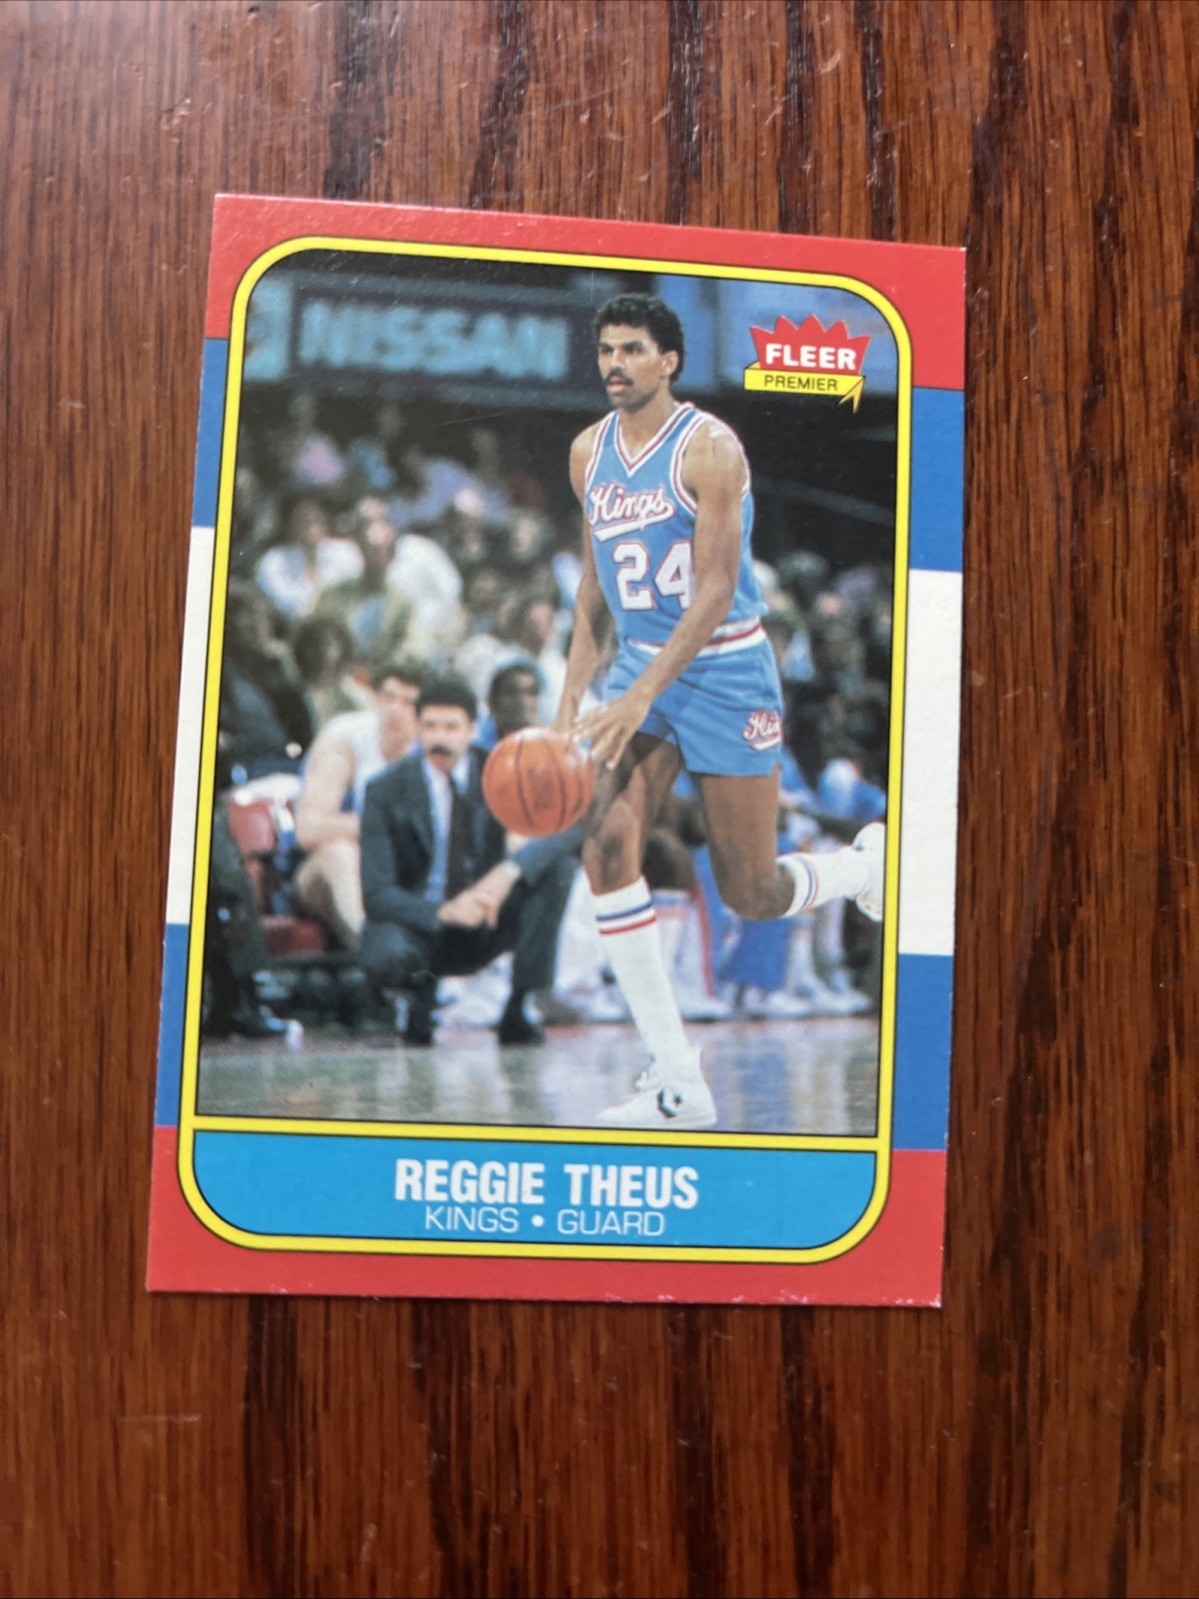 NISSAN
FLEER
PREMIER
Kings
24
REGGIE THEUS
KINGS • GUARD